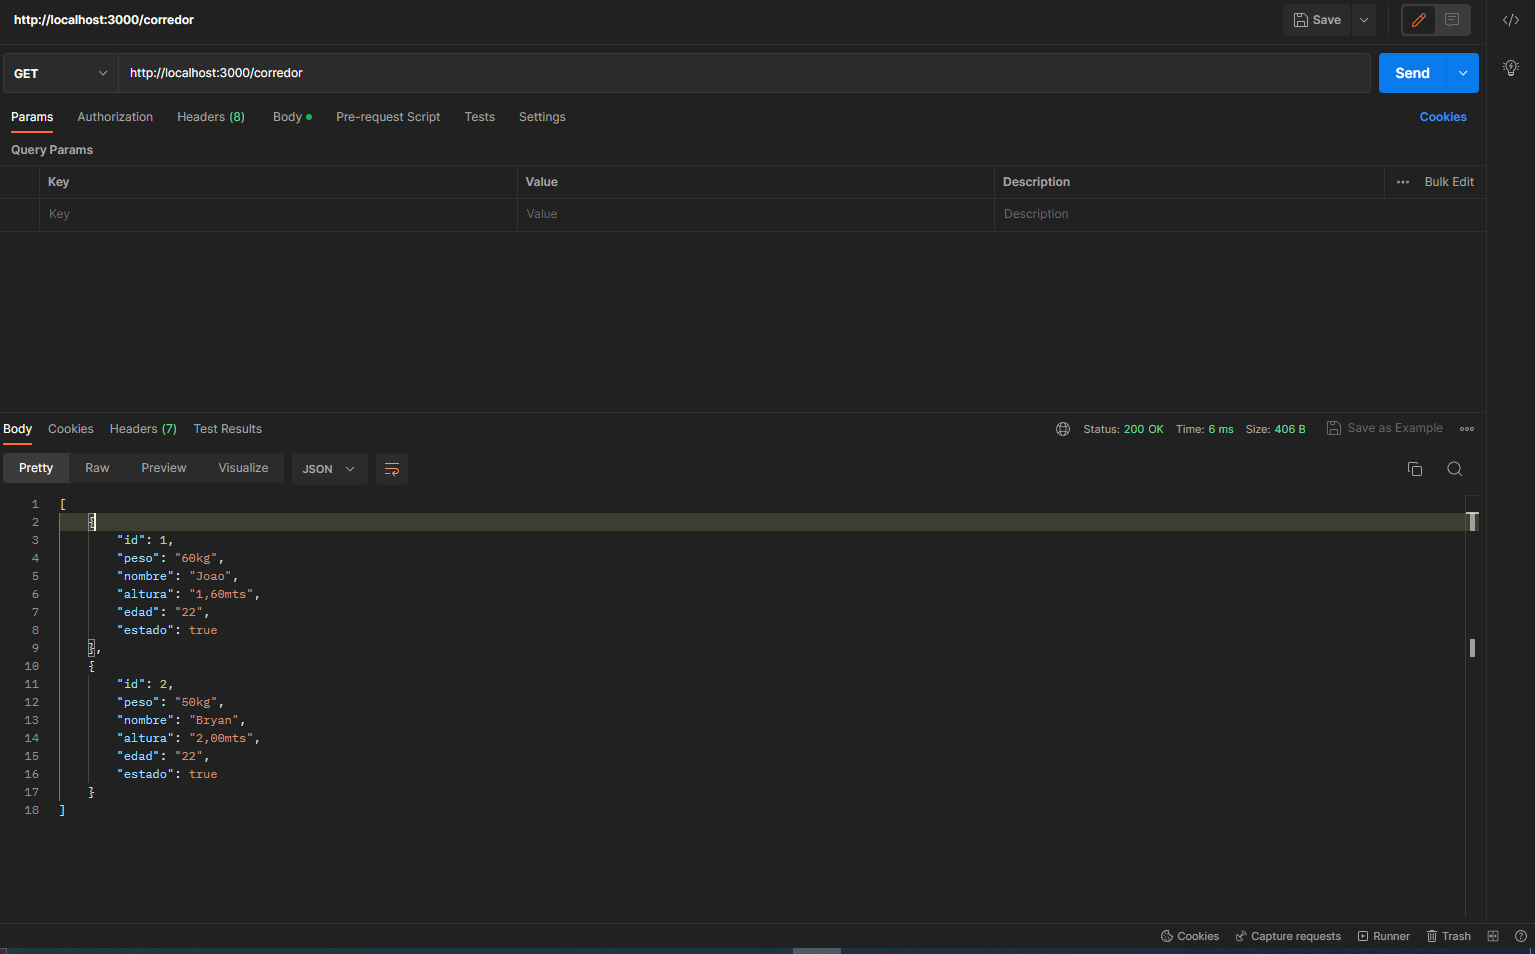 http://localhost:3000/corredor
Save
GET
http://localhost:3000/corredor
Send
Params Authorization Headers (8) Body Pre-request Script Tests Settings Cookies
Query Params
Key Value Description Bulk Edit
Key Value Description
Body Cookies Headers (7) Test Results Status: 200 OK Time: 6 ms Size: 406 B Save as Example
Pretty Raw Preview Visualize JSON
1 [
2 {
3 "id": 1,
4 "peso": "60kg",
5 "nombre": "Joao",
6 "altura": "1,60mts",
7 "edad": "22",
8 "estado": true
9 },
10 {
11 "id": 2,
12 "peso": "50kg",
13 "nombre": "Bryan",
14 "altura": "2,00mts",
15 "edad": "22",
16 "estado": true
17 }
18 ]
Cookies Capture requests Runner Trash